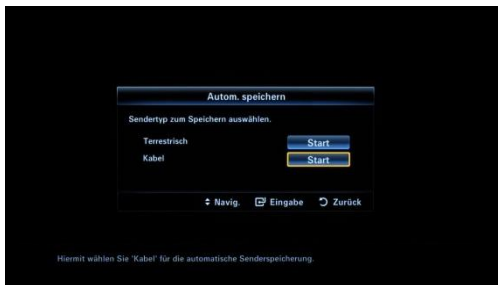 Autom. speichern
Sendertyp zum Speichern auswählen.
Terrestrisch Start
Kabel Start
Navig. Eingabe Zurück
Hiermit wählen Sie 'Kabel' für die automatische Senderspeicherung.